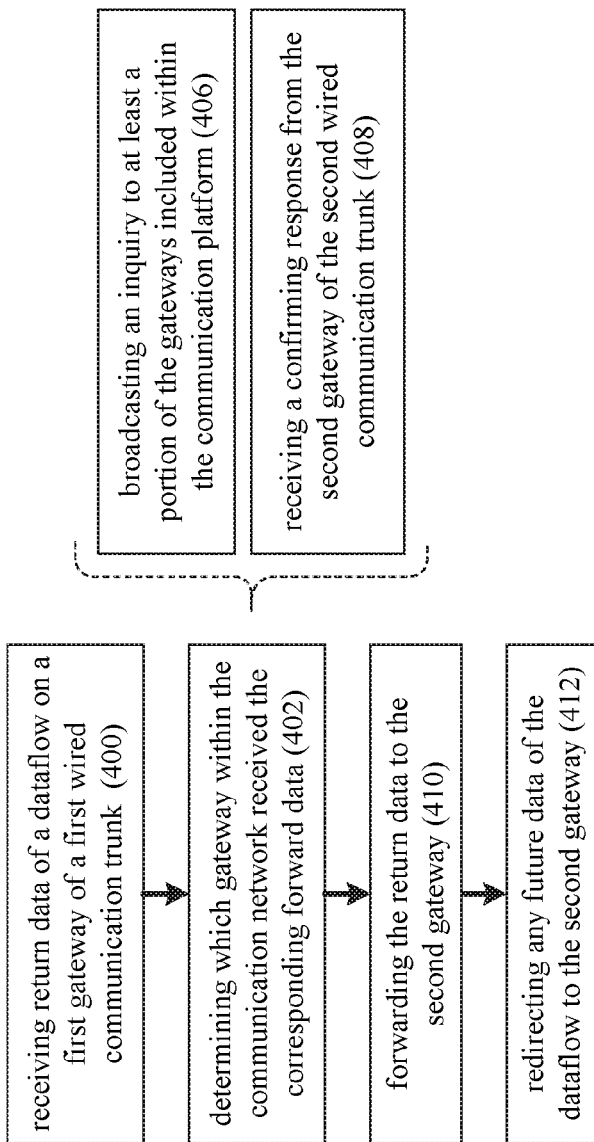 receiving return data of a dataflow on a
first gateway of a first wired
communication trunk (400)
determining which gateway within the
communication network received the
corresponding forward data (402)
forwarding the return data to the
second gateway (410)
redirecting any future data of the
dataflow to the second gateway (412)
broadcasting an inquiry to at least a
portion of the gateways included within
the communication platform (406)
receiving a confirming response from the
second gateway of the second wired
communication trunk (408)